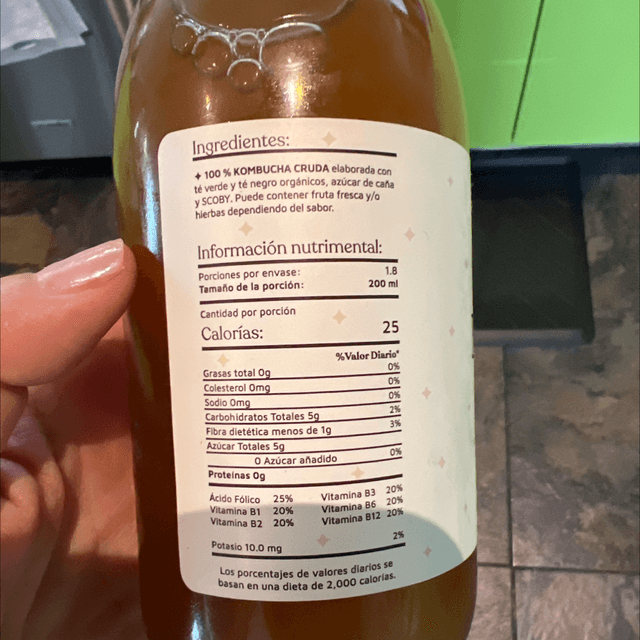 Ingredientes:
+ 100 % KOMBUCHA CRUDA elaborada con
té verde y té negro orgánicos, azúcar de caña
y SCOBY. Puede contener fruta fresca y/o
hierbas dependiendo del sabor.
Información nutrimental:
Porciones por envase: 1.8
Tamaño de la porción: 200 ml
Cantidad por porción
Calorías: 25
%Valor Diario*
Grasas total 0g 0%
Colesterol 0mg 0%
Sodio 0mg 0%
Carbohidratos Totales 5g 2%
Fibra dietética menos de 1g 3%
Azúcar Totales 5g
0 Azúcar añadido 0%
Proteínas 0g
Ácido Fólico 25% Vitamina B3 20%
Vitamina B1 20% Vitamina B6 20%
Vitamina B2 20% Vitamina B12 20%
Potasio 10.0 mg 2%
Los porcentajes de valores diarios se
basan en una dieta de 2,000 calorías.